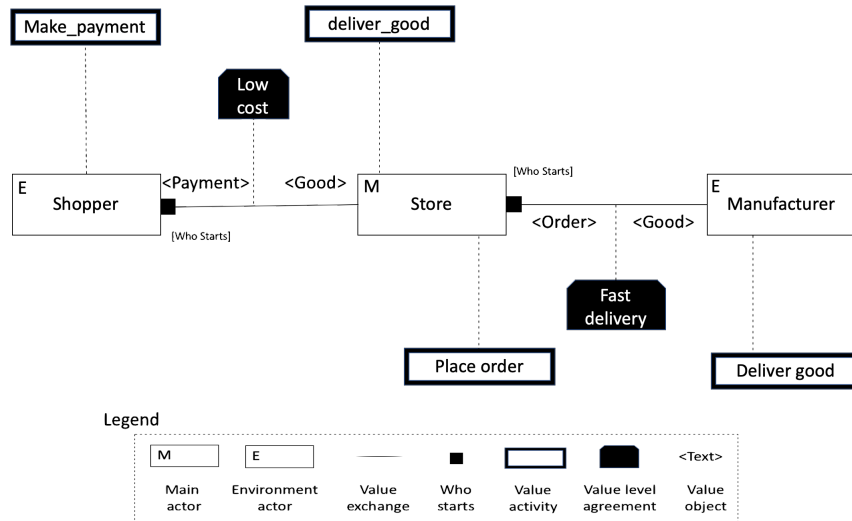 Make_payment
deliver_good
Low
cost
E
Shopper
<Payment>
<Good>
[Who Starts]
M
Store
[Who Starts]
<Order>
<Good>
E
Manufacturer
Fast
delivery
Place order
Deliver good
Legend
M
E
<Text>
Main
actor
Environment
actor
Value
exchange
Who
starts
Value
activity
Value level
agreement
Value
object